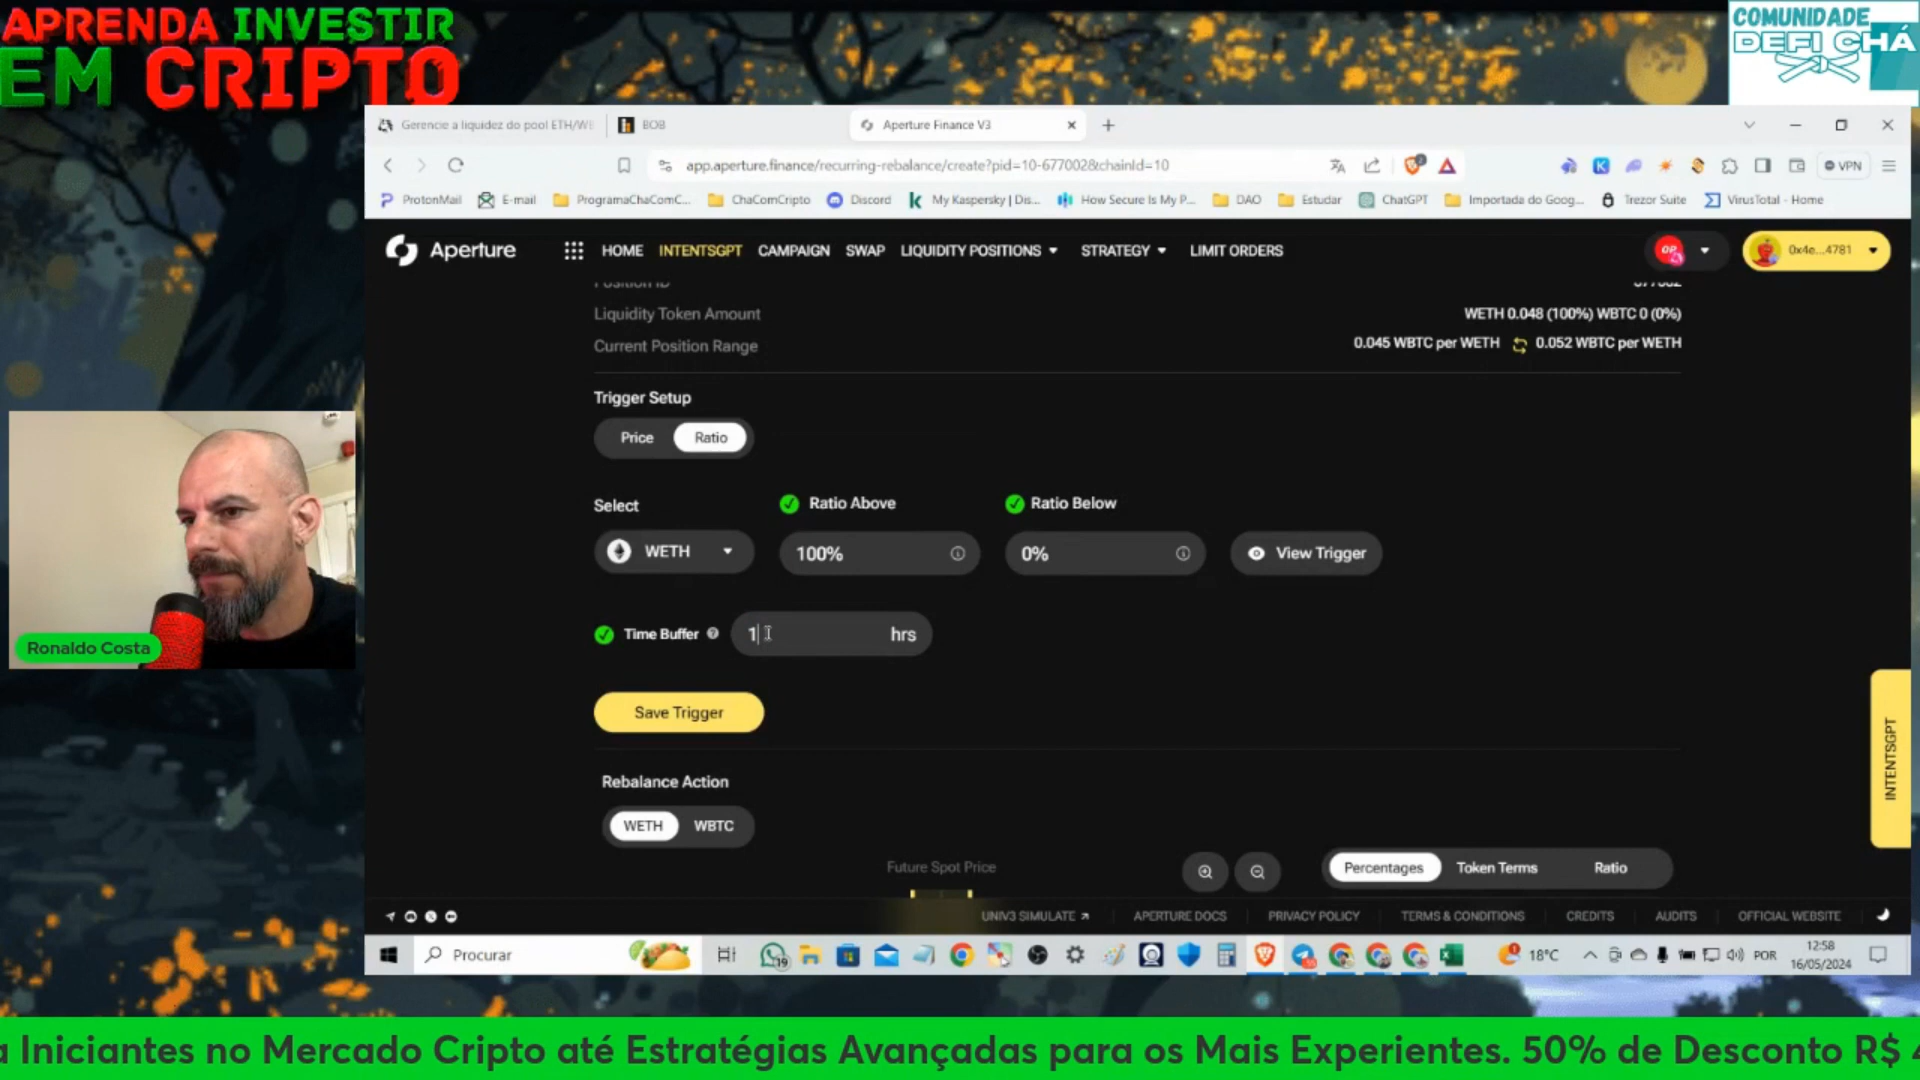 APRENDA INVESTIR
EM CRIPTO
COMUNIDADE
DEFI CHÁ
Gerencie a liquidez do pool ETH/WE
BOB
Aperture Finance V3
app.aperture.finance/recurring-rebalance/create?pid=10-677002&chainId=10
VPN
ProtonMail
E-mail
ProgramaChaComC...
ChaComCripto
Discord
My Kaspersky | Dis...
How Secure Is My P...
DAO
Estudar
ChatGPT
Importada do Goog...
Trezor Suite
VirusTotal - Home
Aperture
HOME
INTENTSGPT
CAMPAIGN
SWAP
LIQUIDITY POSITIONS
STRATEGY
LIMIT ORDERS
OP
0x4e...4781
Position ID
677002
Liquidity Token Amount
WETH 0.048 (100%) WBTC 0 (0%)
Current Position Range
0.045 WBTC per WETH
0.052 WBTC per WETH
Trigger Setup
Price
Ratio
Select
Ratio Above
Ratio Below
WETH
100%
0%
View Trigger
Time Buffer
1
hrs
Save Trigger
Rebalance Action
WETH
WBTC
Future Spot Price
Percentages
Token Terms
Ratio
INTENTSGPT
UNIV3 SIMULATE
APERTURE DOCS
PRIVACY POLICY
TERMS & CONDITIONS
CREDITS
AUDITS
OFFICIAL WEBSITE
Procurar
19
18°C
POR
12:58
16/05/2024
Ronaldo Costa
a Iniciantes no Mercado Cripto até Estratégias Avançadas para os Mais Experientes. 50% de Desconto R$ 4